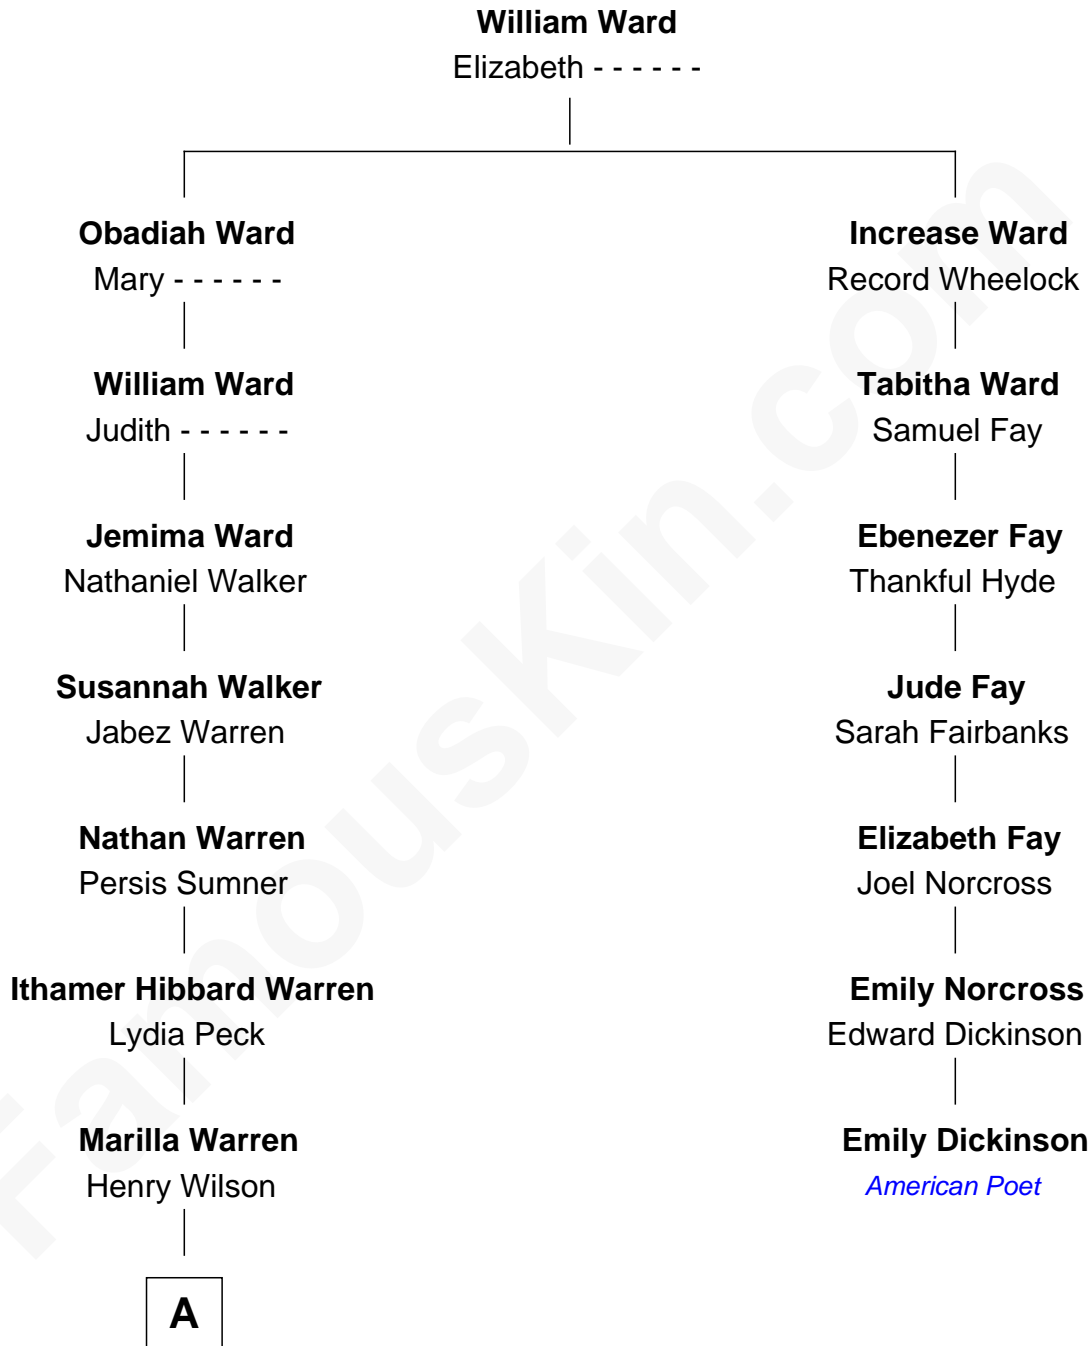 William Ward
Elizabeth - - - - - -
Obadiah Ward
Mary - - - - - -
Increase Ward
Record Wheelock
William Ward
Judith - - - - - -
Tabitha Ward
Samuel Fay
Jemima Ward
Nathaniel Walker
Ebenezer Fay
Thankful Hyde
Susannah Walker
Jabez Warren
Jude Fay
Sarah Fairbanks
Nathan Warren
Persis Sumner
Elizabeth Fay
Joel Norcross
Ithamer Hibbard Warren
Lydia Peck
Emily Norcross
Edward Dickinson
Marilla Warren
Henry Wilson
Emily Dickinson
American Poet
A
FamousKin.com